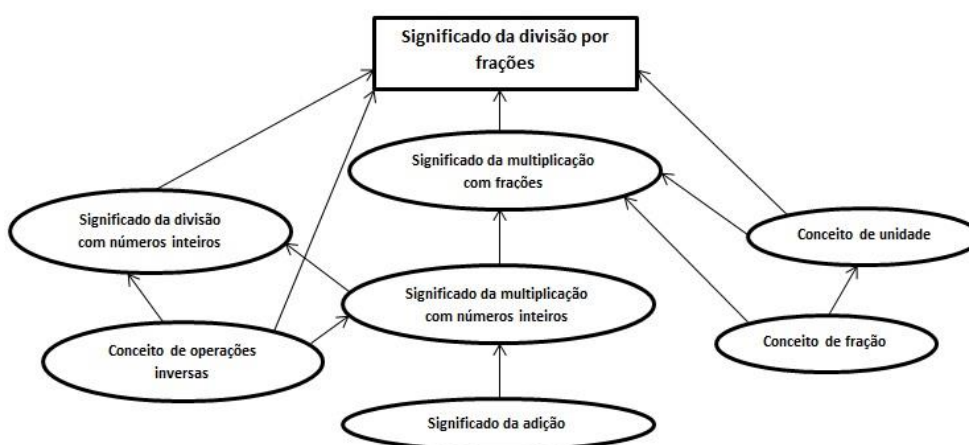 Significado da divisão por
frações
Significado da multiplicação
com frações
Significado da divisão
com números inteiros
Conceito de unidade
Significado da multiplicação
com números inteiros
Conceito de operações
inversas
Conceito de fração
Significado da adição